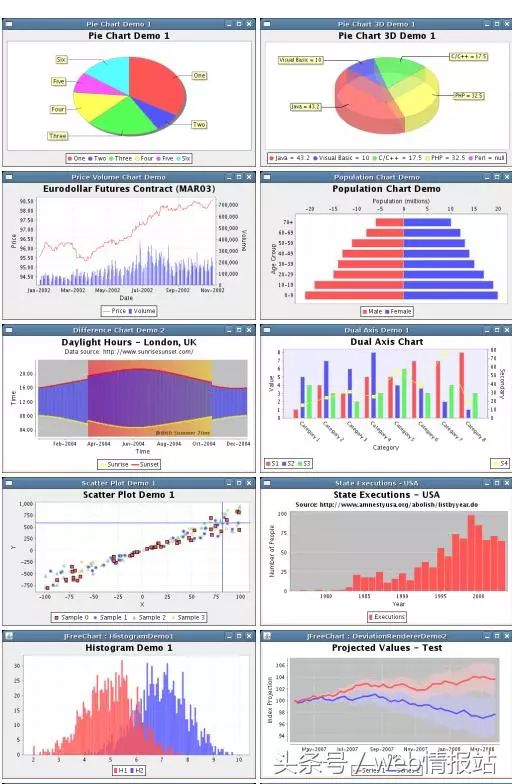 Pie Chart Demo 1
Pie Chart Demo 1
Six
One
Five
Four
Two
Three
One Two Three Four Five Six
Pie Chart 3D Demo 1
Pie Chart 3D Demo 1
C/C++ = 17.5
Visual Basic = 10
PHP = 32.5
Java = 43.2
Java = 43.2 Visual Basic = 10 C/C++ = 17.5 PHP = 32.5 Perl = null
Price Volume Chart Demo
Eurodollar Futures Contract (MAR03)
98.50
98.00
97.50
97.00
96.50
96.00
95.50
95.00
94.50
Price
700,000
600,000
500,000
400,000
300,000
200,000
100,000
0
Volume
Jan-2002 Mar-2002 May-2002 Jul-2002 Sep-2002 Nov-2002
Date
Price Volume
Population Chart Demo
Population Chart Demo
Population (millions)
-20 -15 -10 -5 0 5 10 15 20
Age Group
70+
60-69
50-59
40-49
30-39
20-29
10-19
0-9
Male Female
Difference Chart Demo 2
Daylight Hours - London, UK
Data source: http://www.sunrisesunset.com/
20:00
16:00
12:00
08:00
04:00
Time
British Summer Time
Feb-2004 Apr-2004 Jun-2004 Aug-2004 Oct-2004 Dec-2004
Time
Sunrise Sunset
Dual Axis Demo 1
Dual Axis Chart
8
7
6
5
4
3
2
1
0
Value
80
70
60
50
40
30
20
10
0
Secondary
Category 1 Category 2 Category 3 Category 4 Category 5 Category 6 Category 7 Category 8
Category
S1 S2 S3
S4
Scatter Plot Demo 1
Scatter Plot Demo 1
1,000
750
500
250
0
-250
-500
-750
Y
-100 -75 -50 -25 0 25 50 75 100
X
Sample 0 Sample 1 Sample 2 Sample 3
State Executions - USA
State Executions - USA
Source: http://www.amnestyusa.org/abolish/listbyyear.do
100
75
50
25
0
Number of People
1980 1985 1990 1995 2000
Year
Executions
JFreeChart : HistogramDemo1
Histogram Demo 1
30
25
20
15
10
5
0
2 3 4 5 6 7 8 9 10
H1 H2
JFreeChart : DeviationRendererDemo2
Projected Values - Test
106
104
102
100
98
96
94
Index Projection
May-2007 Jul-2007 Sep-2007 Nov-2007 Jan-2008 Mar-2008
Series 1
头条号/web情报站